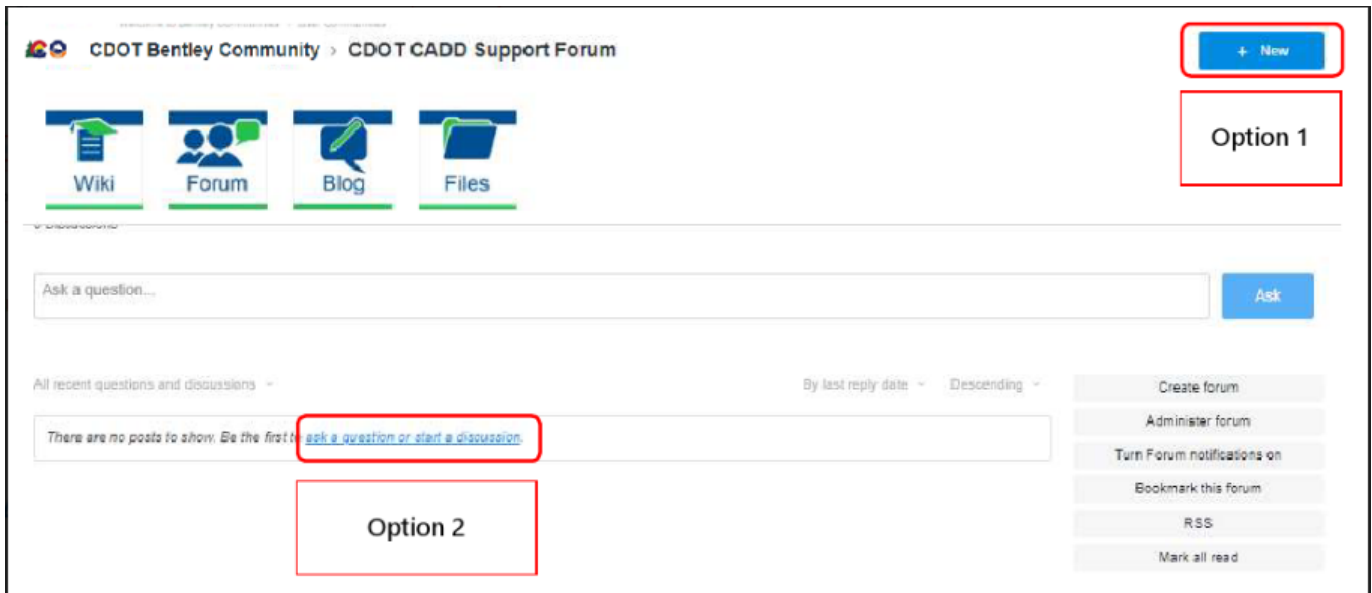 CDOT Bentley Community › CDOT CADD Support Forum
+ New
Option 1
Wiki
Forum
Blog
Files
Ask a question...
Ask
All recent questions and discussions
By last reply date
Descending
There are no posts to show. Be the first to ask a question or start a discussion.
Option 2
Create forum
Administer forum
Turn Forum notifications on
Bookmark this forum
RSS
Mark all read